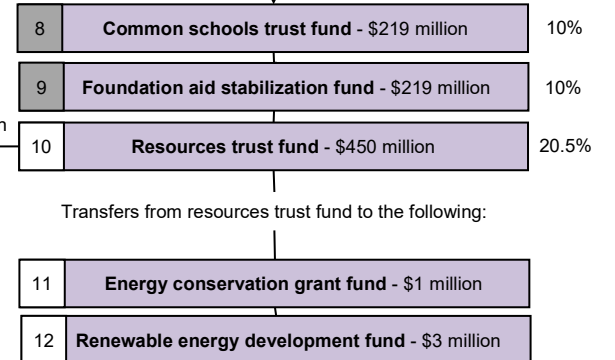 8 Common schools trust fund - $219 million 10%
9 Foundation aid stabilization fund - $219 million 10%
10 Resources trust fund - $450 million 20.5%
Transfers from resources trust fund to the following:
11 Energy conservation grant fund - $1 million
12 Renewable energy development fund - $3 million